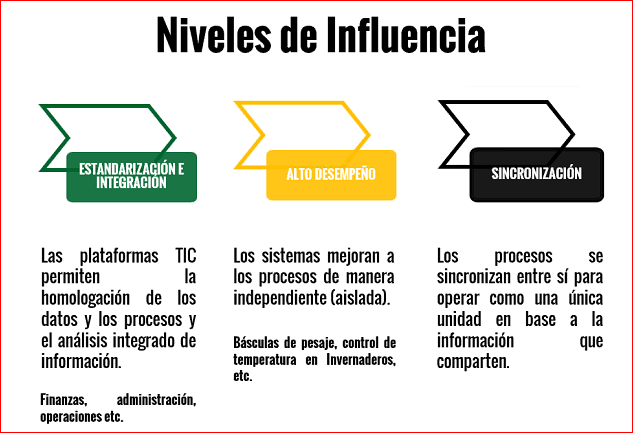 Niveles de Influencia
ESTANDARIZACIÓN E
INTEGRACIÓN
Las plataformas TIC
permiten la
homologación de los
datos y los procesos y
el análisis integrado de
información.
Finanzas, administración,
operaciones etc.
ALTO DESEMPEÑO
Los sistemas mejoran a
los procesos de manera
independiente (aislada).
Básculas de pesaje, control de
temperatura en Invernaderos,
etc.
SINCRONIZACIÓN
Los procesos se
sincronizan entre sí para
operar como una única
unidad en base a la
información que
comparten.